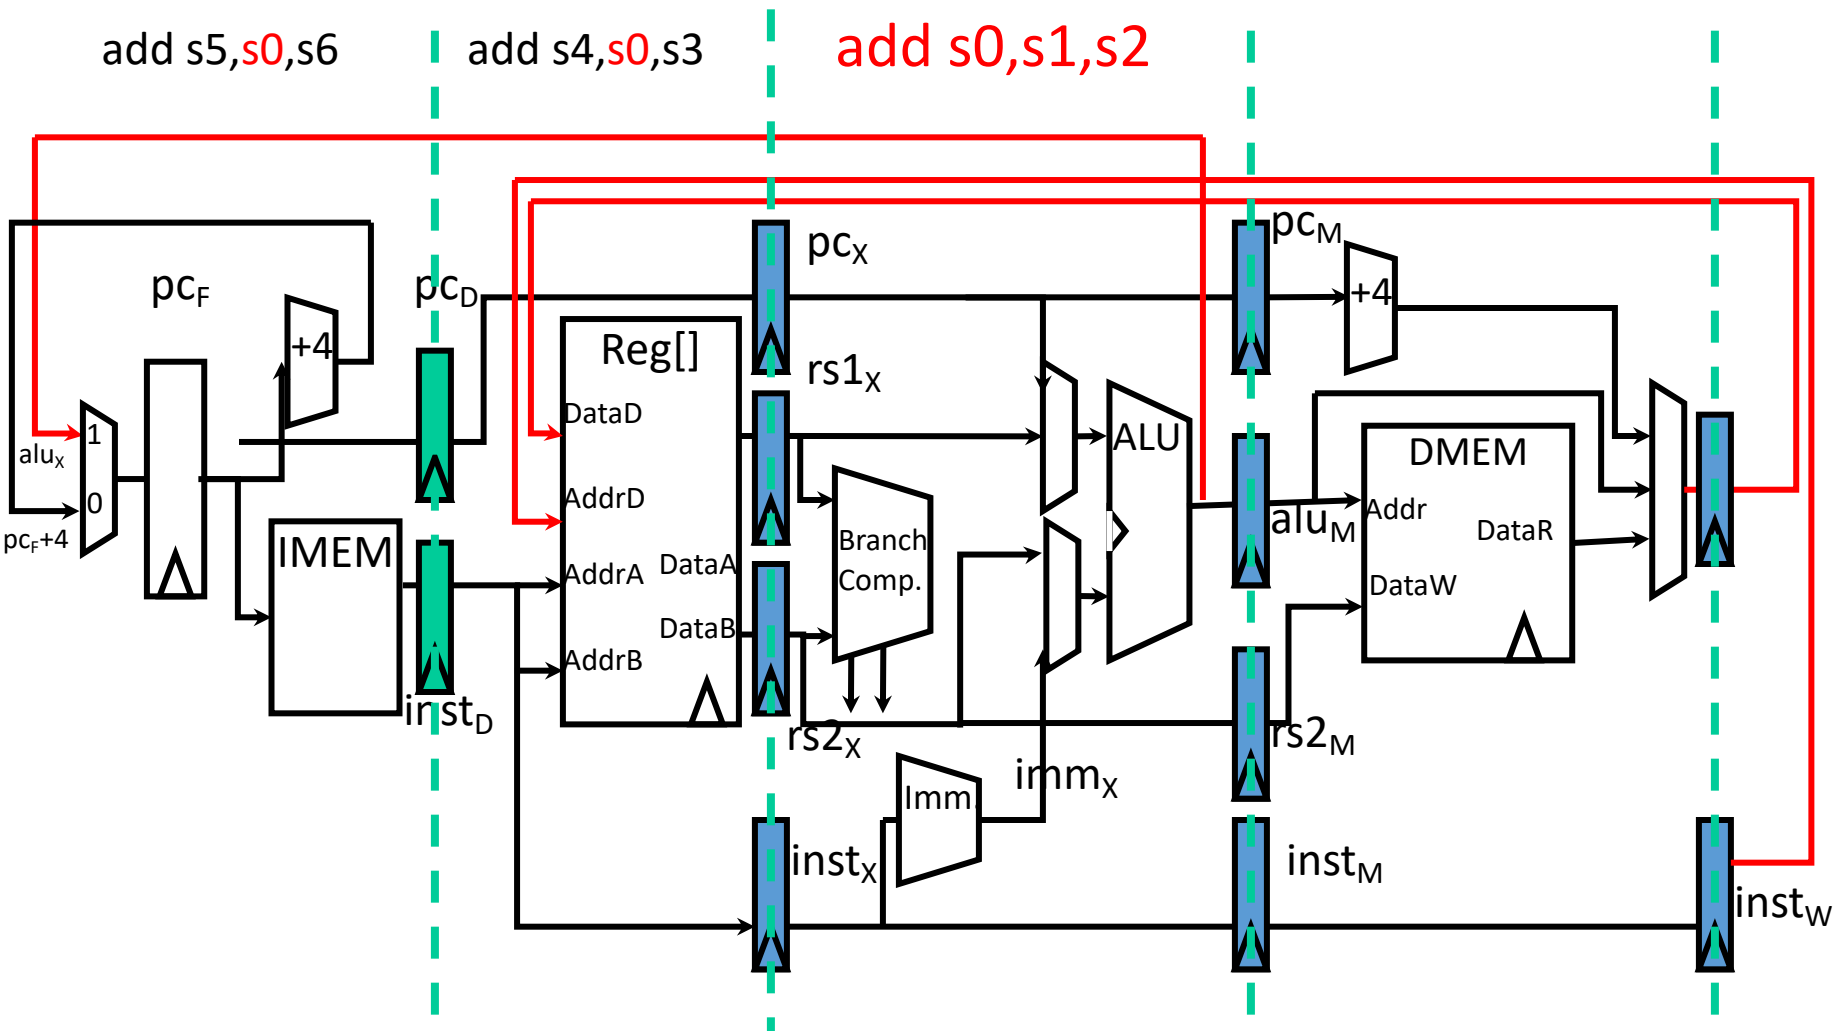 add s5,s0,s6
add s4,s0,s3
add s0,s1,s2
pcF
+4
pcD
pcX
pcM
+4
Reg[]
rs1X
DataD
1
aluX
0
pcF+4
ALU
DMEM
AddrD
aluM
Addr
DataR
IMEM
Branch
Comp.
AddrA
DataA
DataW
DataB
AddrB
instD
rs2X
rs2M
immX
Imm.
instX
instM
instW